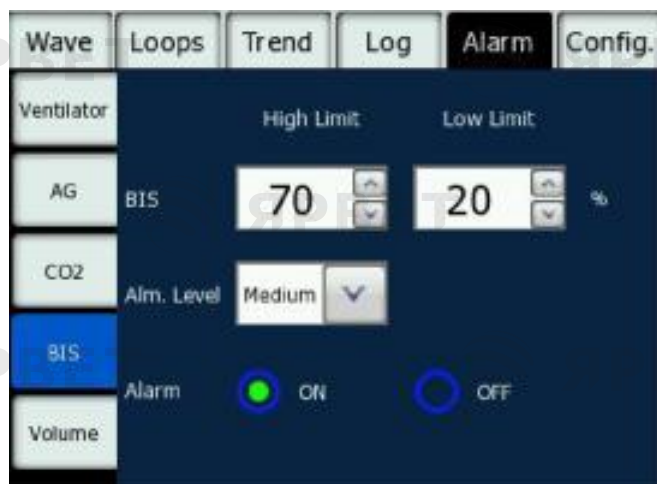 Wave Loops Trend Log Alarm Config.
Ventilator
High Limit Low Limit
AG
BIS 70 20 %
CO2
Alm. Level Medium
BIS
Alarm ON OFF
Volume